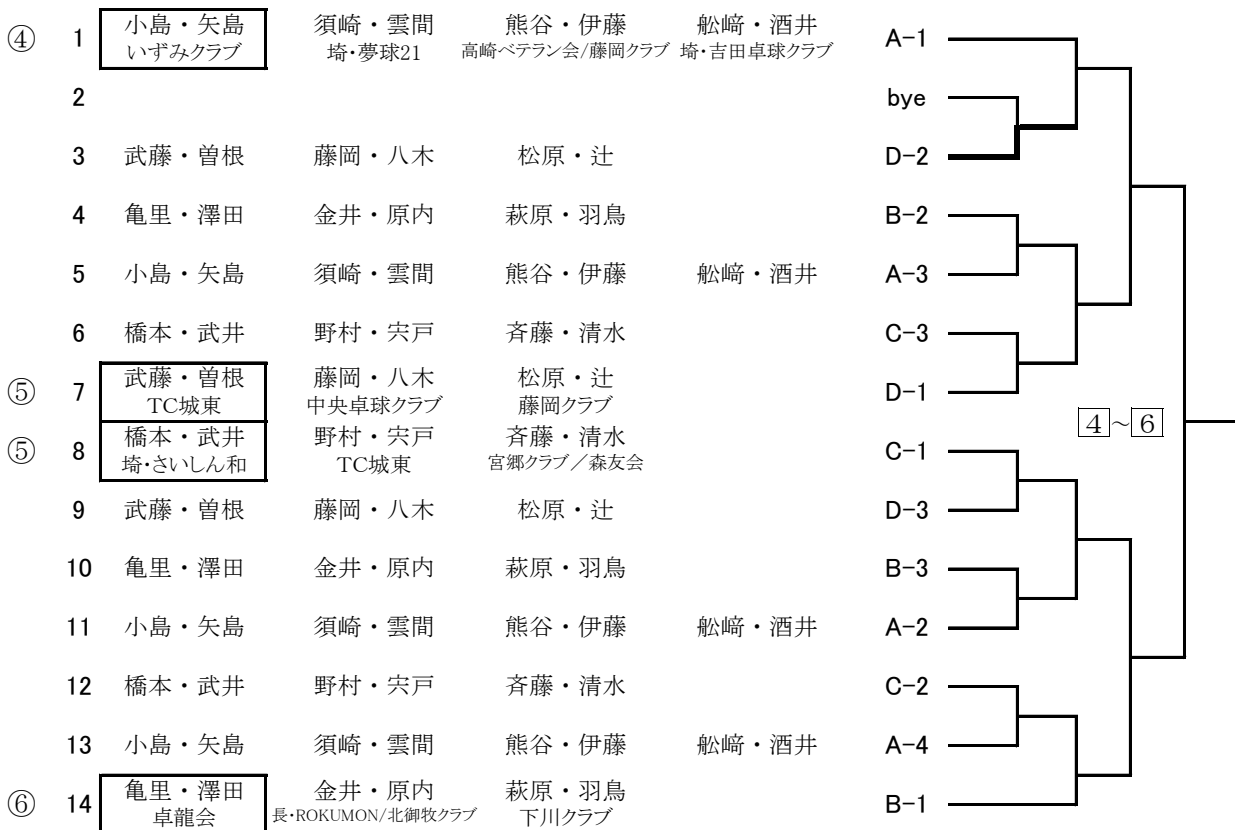 ④ 1 小島・矢島 須崎・雲間 熊谷・伊藤 舩﨑・酒井 A-1
いずみクラブ 埼・夢球21 高崎ベテラン会/藤岡クラブ 埼・吉田卓球クラブ
2 bye
3 武藤・曽根 藤岡・八木 松原・辻 D-2
4 亀里・澤田 金井・原内 萩原・羽鳥 B-2
5 小島・矢島 須崎・雲間 熊谷・伊藤 舩﨑・酒井 A-3
6 橋本・武井 野村・宍戸 斉藤・清水 C-3
⑤ 7 武藤・曽根 藤岡・八木 松原・辻 D-1
TC城東 中央卓球クラブ 藤岡クラブ
4~6
⑤ 8 橋本・武井 野村・宍戸 斉藤・清水 C-1
埼・さいしん和 TC城東 宮郷クラブ/森友会
9 武藤・曽根 藤岡・八木 松原・辻 D-3
10 亀里・澤田 金井・原内 萩原・羽鳥 B-3
11 小島・矢島 須崎・雲間 熊谷・伊藤 舩﨑・酒井 A-2
12 橋本・武井 野村・宍戸 斉藤・清水 C-2
13 小島・矢島 須崎・雲間 熊谷・伊藤 舩﨑・酒井 A-4
⑥ 14 亀里・澤田 金井・原内 萩原・羽鳥 B-1
卓龍会 長・ROKUMON/北御牧クラブ 下川クラブ